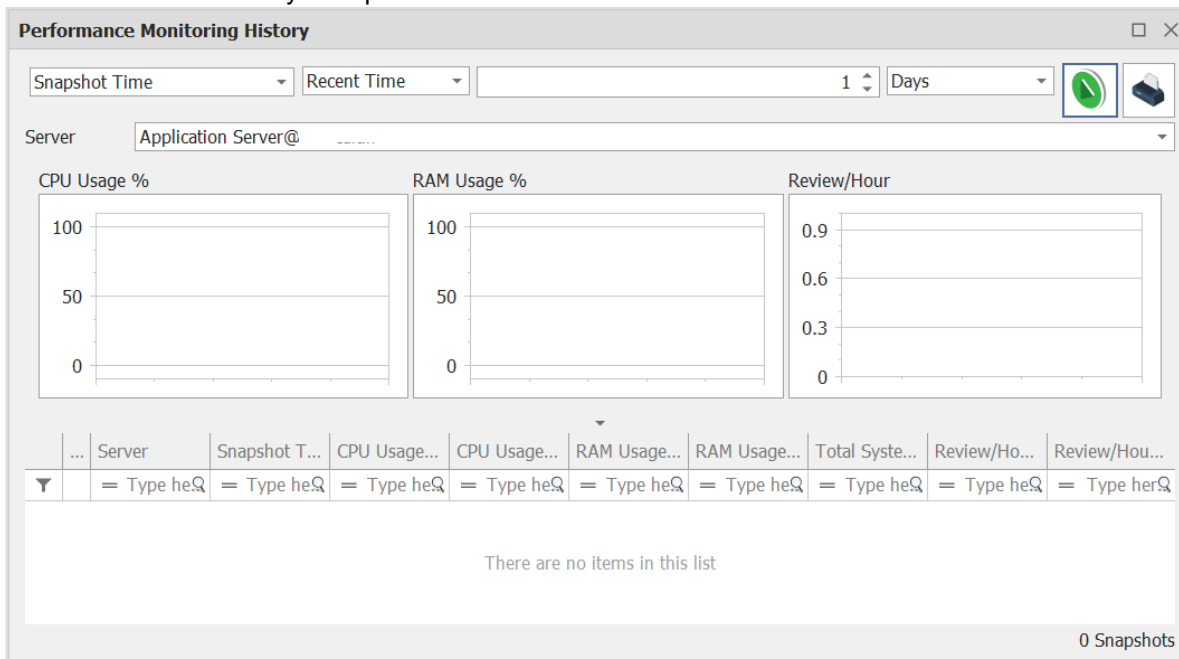 Performance Monitoring History
Snapshot Time Recent Time 1 Days
Server Application Server@
CPU Usage % RAM Usage % Review/Hour
100 100 0.9
50 50 0.6
0.3
0 0 0
... Server Snapshot T... CPU Usage... CPU Usage... RAM Usage... RAM Usage... Total Syste... Review/Ho... Review/Hou...
= Type he = Type he = Type he = Type he = Type he = Type he = Type he = Type he = Type her
There are no items in this list
0 Snapshots